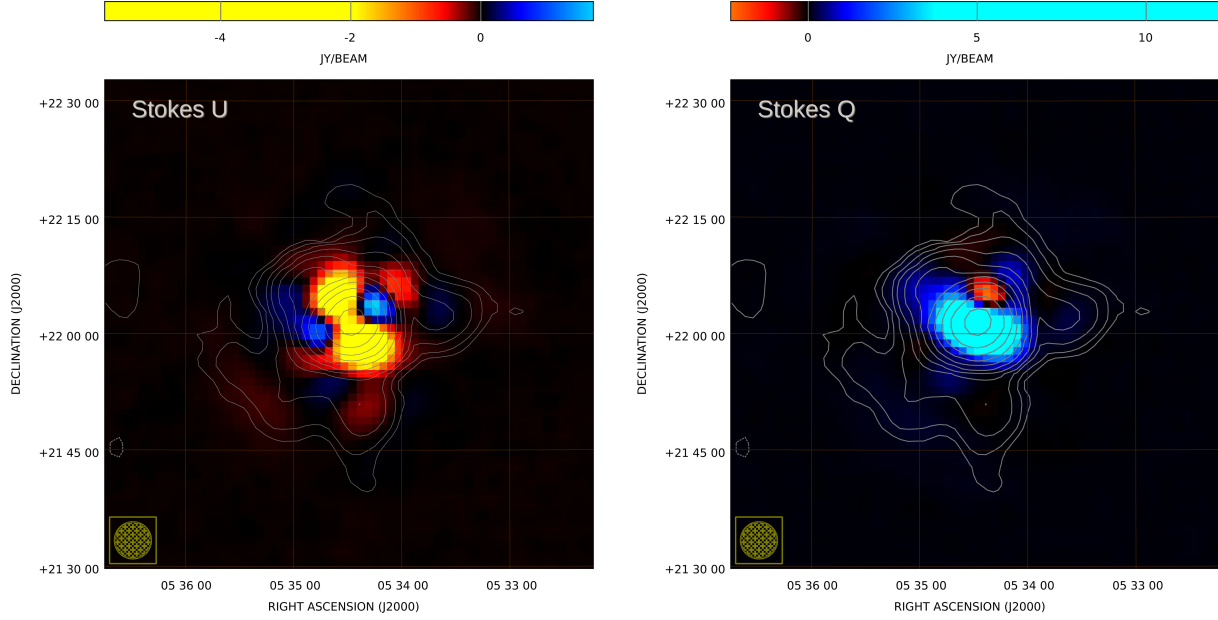 -4 -2 0
JY/BEAM
Stokes U
+22 30 00
+22 15 00
+22 00 00
+21 45 00
+21 30 00
DECLINATION (J2000)
05 36 00 05 35 00 05 34 00 05 33 00
RIGHT ASCENSION (J2000)
0 5 10
JY/BEAM
Stokes Q
+22 30 00
+22 15 00
+22 00 00
+21 45 00
+21 30 00
DECLINATION (J2000)
05 36 00 05 35 00 05 34 00 05 33 00
RIGHT ASCENSION (J2000)